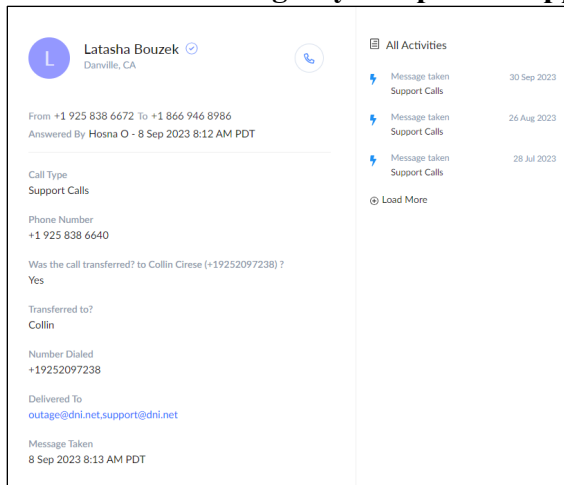 L
Latasha Bouzek
Danville, CA
From +1 925 838 6672 To +1 866 946 8986
Answered By Hosna O - 8 Sep 2023 8:12 AM PDT
Call Type
Support Calls
Phone Number
+1 925 838 6640
Was the call transferred? to Collin Cirese (+19252097238) ?
Yes
Transferred to?
Collin
Number Dialed
+19252097238
Delivered To
outage@dni.net,support@dni.net
Message Taken
8 Sep 2023 8:13 AM PDT
All Activities
Message taken 30 Sep 2023
Support Calls
Message taken 26 Aug 2023
Support Calls
Message taken 28 Jul 2023
Support Calls
Load More